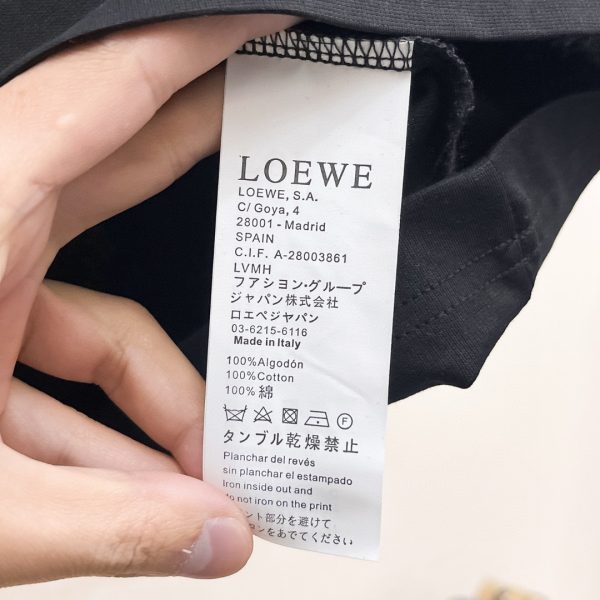 LOEWE
LOEWE, S.A.
C/ Goya, 4
28001 - Madrid
SPAIN
C.I.F. A-28003861
LVMH
ファション·グループ
ジャパン株式会社
ロエベジャパン
03-6215-6116
Made in Italy
100%Algodón
100%Cotton
100% 綿
F
タンブル乾燥禁止
Planchar del revés
sin planchar el estampado
Iron inside out and
not iron on the print
ント部分を避けて
ンをあててください